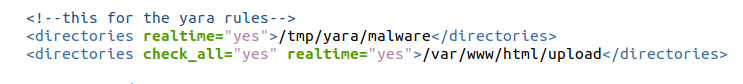 <!--this for the yara rules-->
<directories realtime="yes">/tmp/yara/malware</directories>
<directories check_all="yes" realtime="yes">/var/www/html/upload</directories>